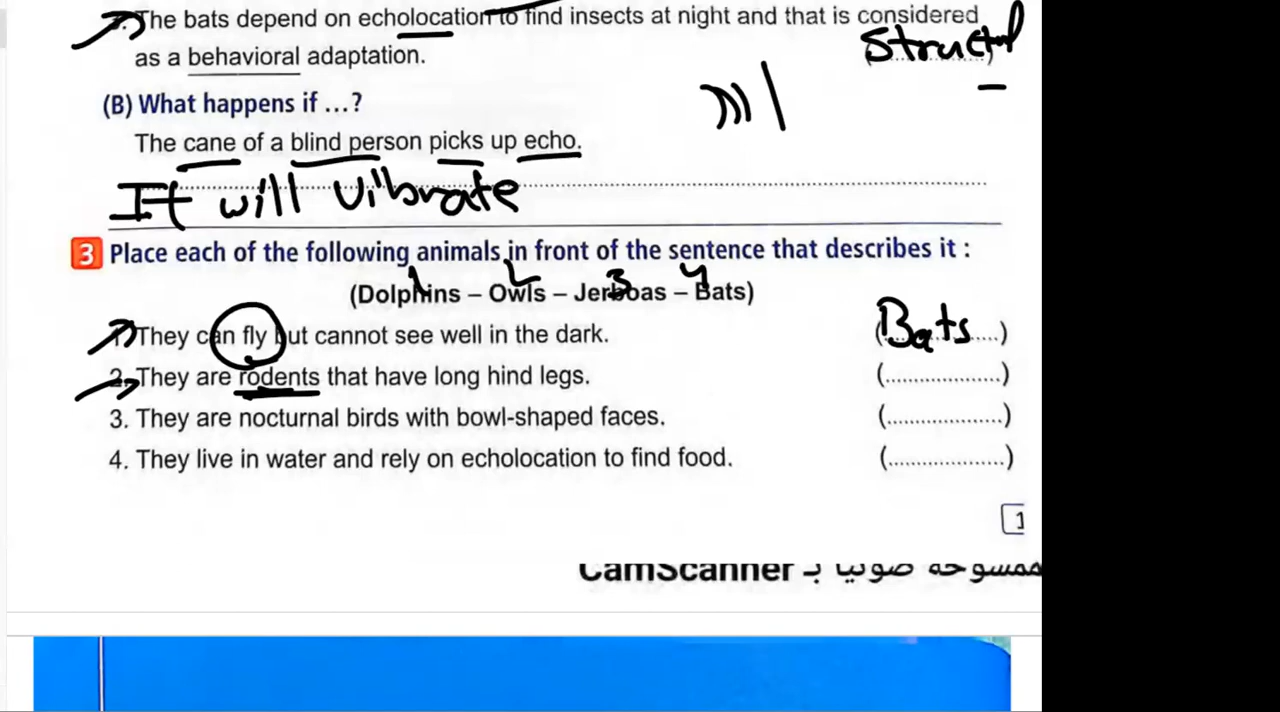 The bats depend on echolocation to find insects at night and that is considered
as a behavioral adaptation. (Structul)
(B) What happens if ...?
The cane of a blind person picks up echo.
It will vibrate
3 Place each of the following animals in front of the sentence that describes it :
1 2 3 4
(Dolphins – Owls – Jerboas – Bats)
1. They can fly but cannot see well in the dark. (Bats....)
2. They are rodents that have long hind legs. (....................)
3. They are nocturnal birds with bowl-shaped faces. (....................)
4. They live in water and rely on echolocation to find food. (....................)
1
ممسوحة ضوئيا بـ CamScanner